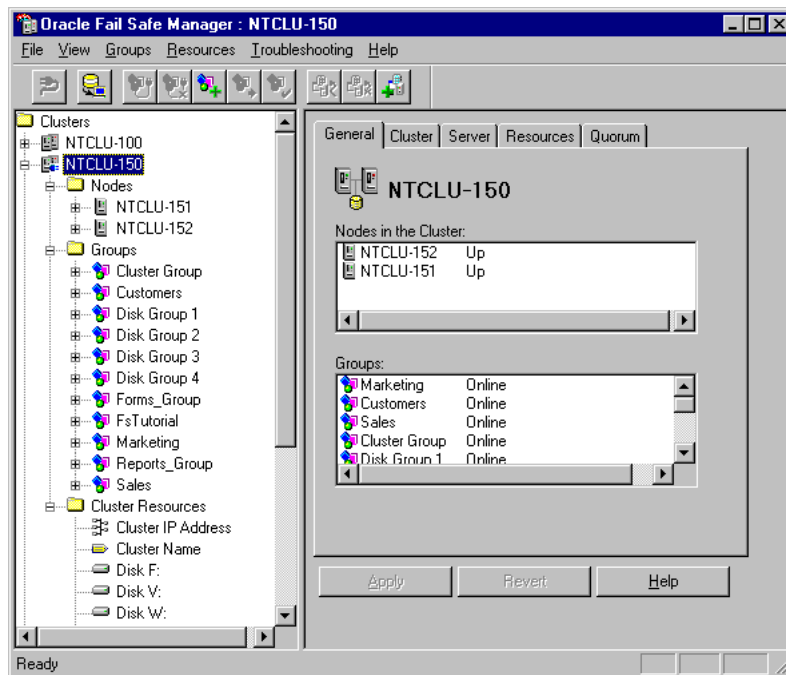 Oracle Fail Safe Manager : NTCLU-150
File View Groups Resources Troubleshooting Help
Clusters
NTCLU-100
NTCLU-150
Nodes
NTCLU-151
NTCLU-152
Groups
Cluster Group
Customers
Disk Group 1
Disk Group 2
Disk Group 3
Disk Group 4
Forms_Group
FsTutorial
Marketing
Reports_Group
Sales
Cluster Resources
Cluster IP Address
Cluster Name
Disk F:
Disk V:
Disk W:
General Cluster Server Resources Quorum
NTCLU-150
Nodes in the Cluster:
NTCLU-152 Up
NTCLU-151 Up
Groups:
Marketing Online
Customers Online
Sales Online
Cluster Group Online
Disk Group 1 Online
Apply Revert Help
Ready